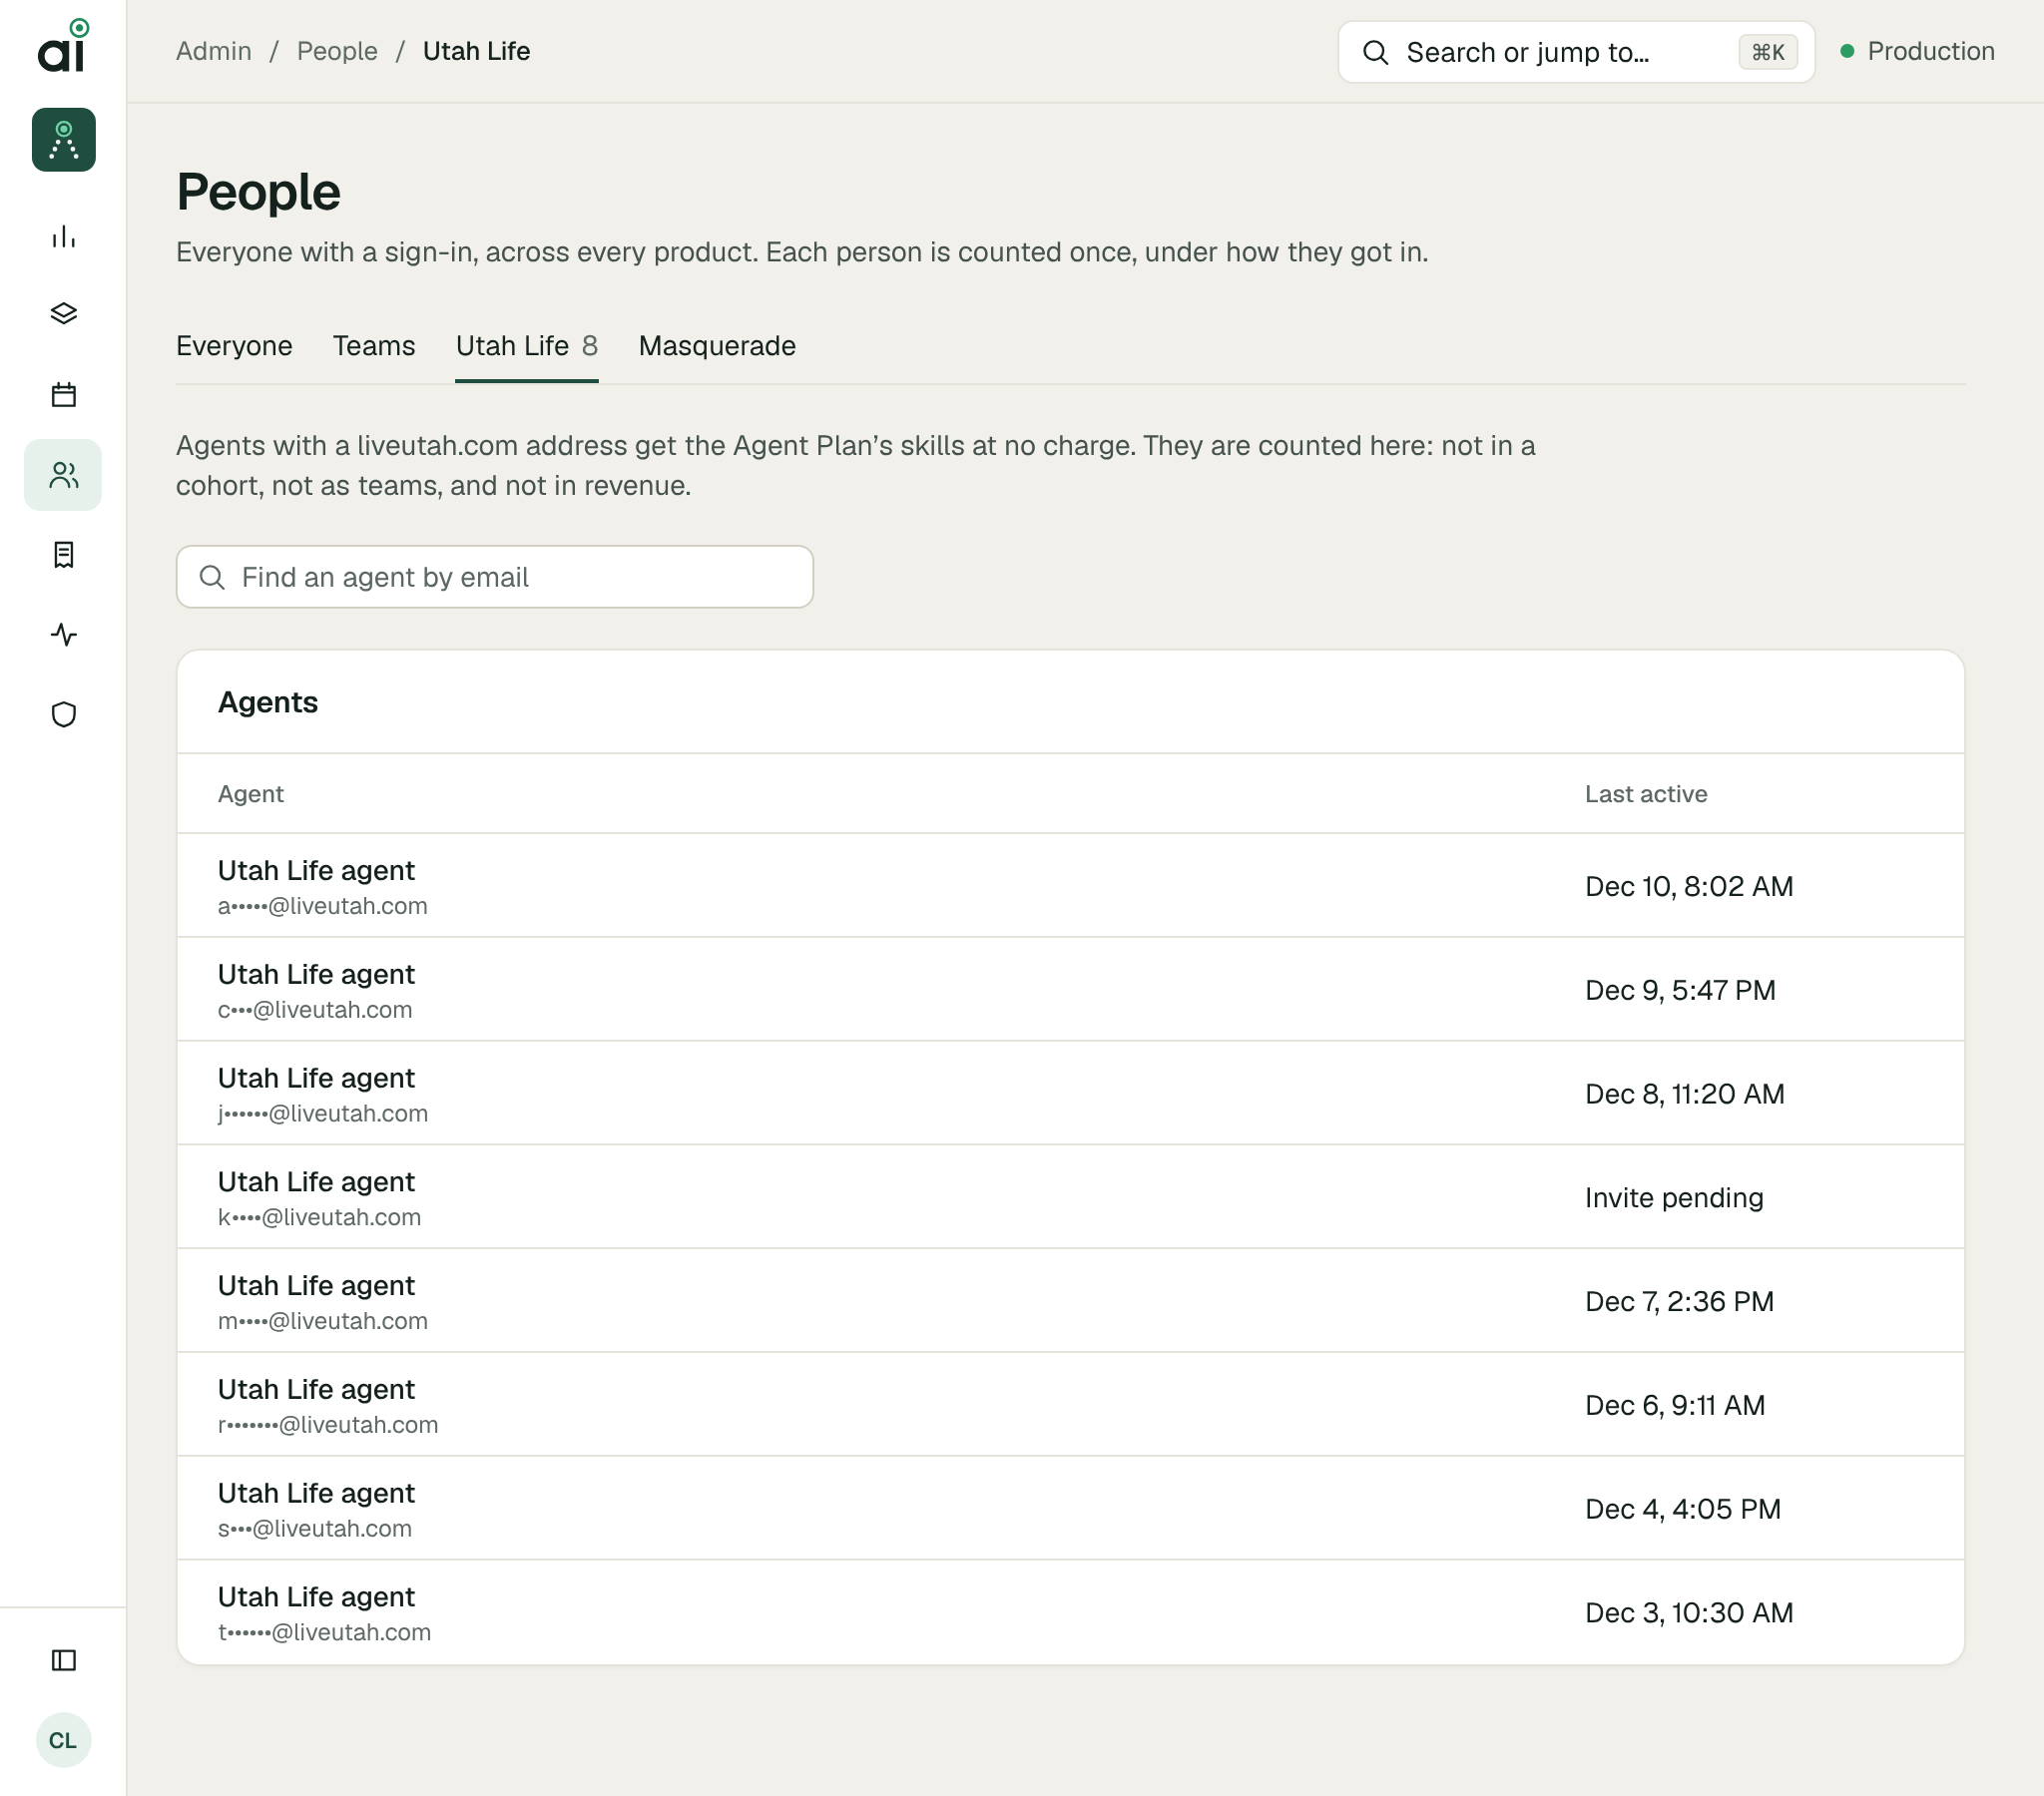 ai
Admin / People / Utah Life
Search or jump to... ⌘K
Production
People
Everyone with a sign-in, across every product. Each person is counted once, under how they got in.
Everyone Teams Utah Life 8 Masquerade
Agents with a liveutah.com address get the Agent Plan’s skills at no charge. They are counted here: not in a
cohort, not as teams, and not in revenue.
Find an agent by email
Agents
Agent Last active
Utah Life agent
a•••••@liveutah.com
Dec 10, 8:02 AM
Utah Life agent
c•••@liveutah.com
Dec 9, 5:47 PM
Utah Life agent
j••••••@liveutah.com
Dec 8, 11:20 AM
Utah Life agent
k••••@liveutah.com
Invite pending
Utah Life agent
m••••@liveutah.com
Dec 7, 2:36 PM
Utah Life agent
r•••••••@liveutah.com
Dec 6, 9:11 AM
Utah Life agent
s•••@liveutah.com
Dec 4, 4:05 PM
Utah Life agent
t••••••@liveutah.com
Dec 3, 10:30 AM
CL